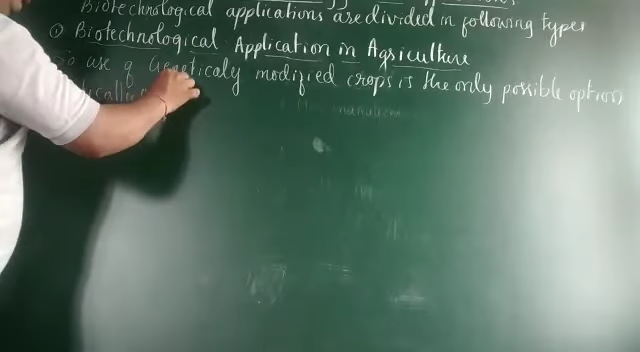 Biotechnological applications are divided in following types
① Biotechnological Application in Agriculture
So use of Geneticaly modified crops is the only possible option